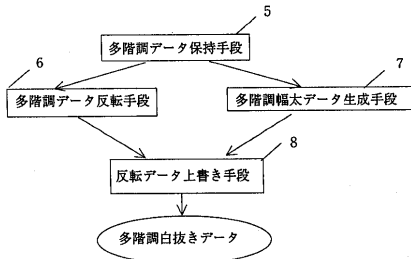 5
多階調データ保持手段
6
多階調データ反転手段
7
多階調幅太データ生成手段
8
反転データ上書き手段
多階調白抜きデータ